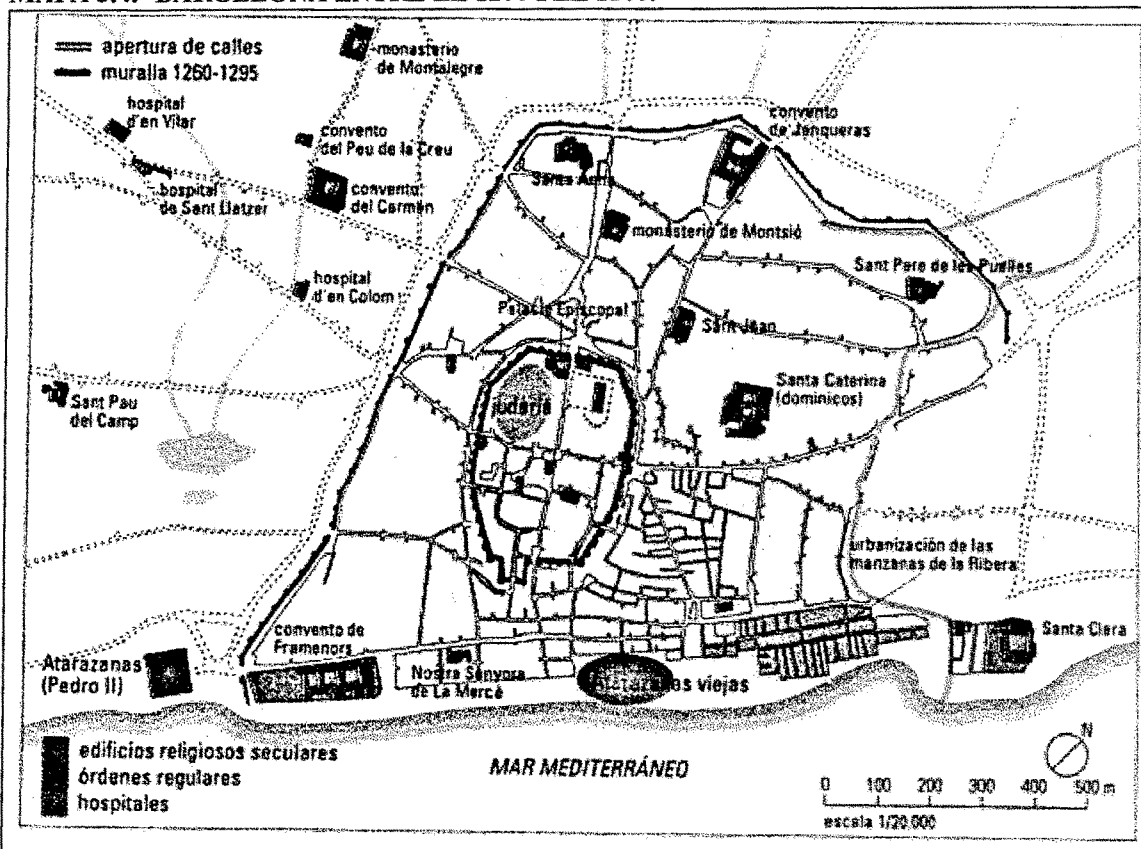 apertura de calles
muralla 1260-1295
monasterio
de Montalegre
hospital
d'en Vilar
convento
del Peu de la Creu
hospital
de Sant Llatzer
convento
del Carmen
hospital
d'en Colom
Sant Pau
del Camp
convento
de Jonqueras
Santa Anna
monasterio de Montsió
Sant Pere de les Puelles
Palacio Episcopal
Sant Joan
judería
Santa Caterina
(dominicos)
urbanización de las
manzanas de la Ribera
Santa Clara
convento de
Framenors
Atarazanas
(Pedro II)
Nostra Senyora
de La Mercè
Atarazanas viejas
edificios religiosos seculares
órdenes regulares
hospitales
MAR MEDITERRÁNEO
N
0 100 200 300 400 500 m
escala 1/20.000